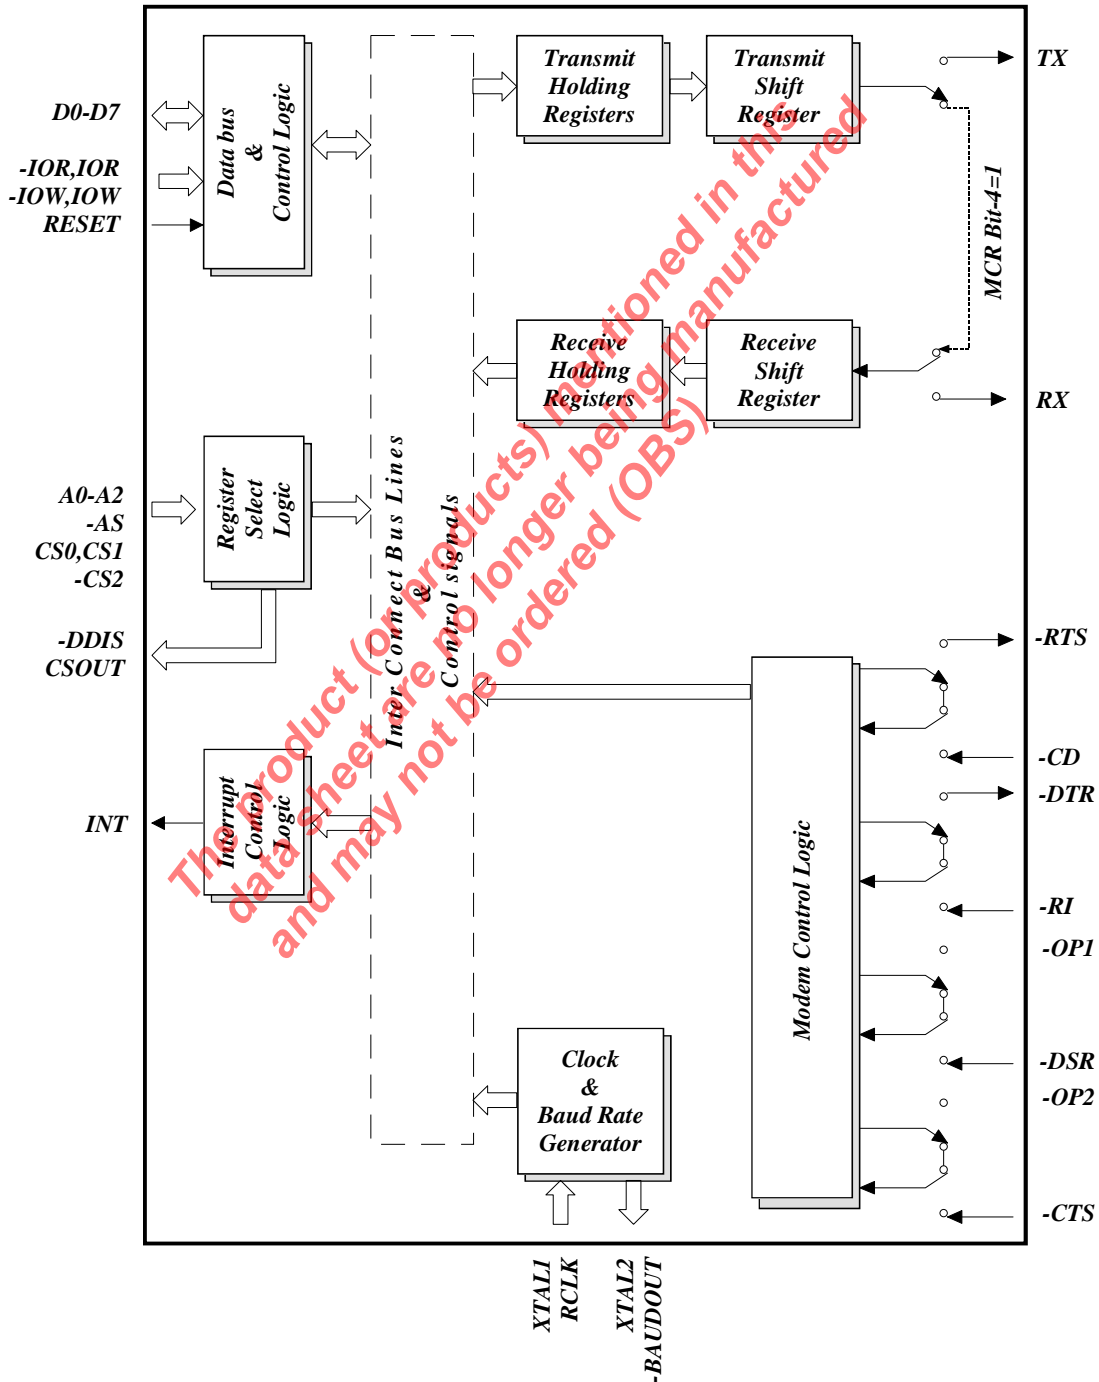 D0-D7
-IOR,IOR
-IOW,IOW
RESET
Data bus
&
Control Logic
Transmit
Holding
Registers
Transmit
Shift
Register
TX
MCR Bit-4=1
Receive
Holding
Registers
Receive
Shift
Register
RX
A0-A2
-AS
CS0,CS1
-CS2
Register
Select
Logic
-DDIS
CSOUT
Inter Connect Bus Lines
&
Control signals
INT
Interrupt
Control
Logic
Modem Control Logic
-RTS
-CD
-DTR
-RI
-OP1
-DSR
-OP2
-CTS
Clock
&
Baud Rate
Generator
XTAL1
RCLK
XTAL2
-BAUDOUT
The product (or products) mentioned in this
data sheet are no longer being manufactured
and may not be ordered (OBS)